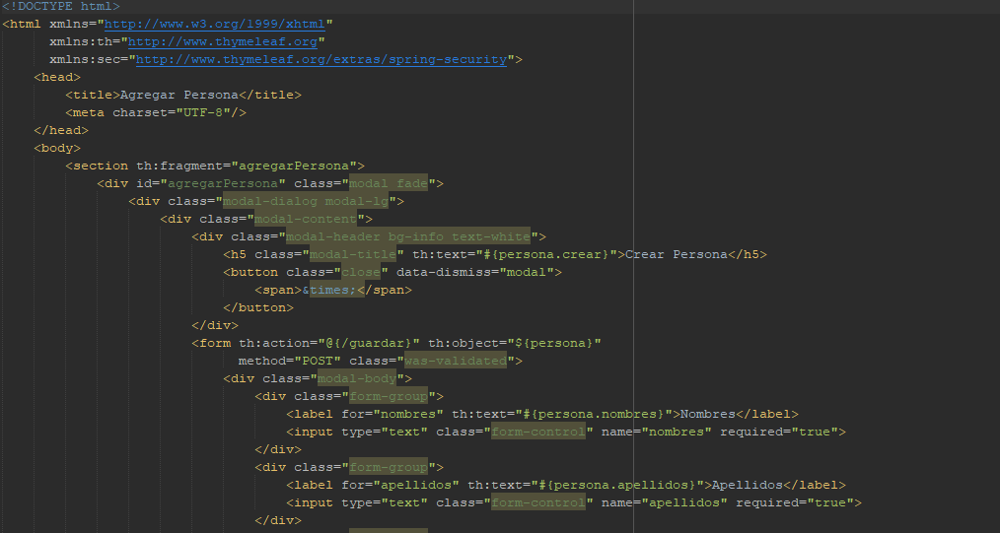 <!DOCTYPE html>
<html xmlns="http://www.w3.org/1999/xhtml"
      xmlns:th="http://www.thymeleaf.org"
      xmlns:sec="http://www.thymeleaf.org/extras/spring-security">
    <head>
        <title>Agregar Persona</title>
        <meta charset="UTF-8"/>
    </head>
    <body>
        <section th:fragment="agregarPersona">
            <div id="agregarPersona" class="modal fade">
                <div class="modal-dialog modal-lg">
                    <div class="modal-content">
                        <div class="modal-header bg-info text-white">
                            <h5 class="modal-title" th:text="#{persona.crear}">Crear Persona</h5>
                            <button class="close" data-dismiss="modal">
                                <span>&times;</span>
                            </button>
                        </div>
                        <form th:action="@{/guardar}" th:object="${persona}"
                              method="POST" class="was-validated">
                            <div class="modal-body">
                                <div class="form-group">
                                    <label for="nombres" th:text="#{persona.nombres}">Nombres</label>
                                    <input type="text" class="form-control" name="nombres" required="true">
                                </div>
                                <div class="form-group">
                                    <label for="apellidos" th:text="#{persona.apellidos}">Apellidos</label>
                                    <input type="text" class="form-control" name="apellidos" required="true">
                                </div>